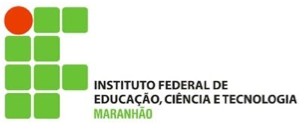 INSTITUTO FEDERAL DE
EDUCAÇÃO, CIÊNCIA E TECNOLOGIA
MARANHÃO